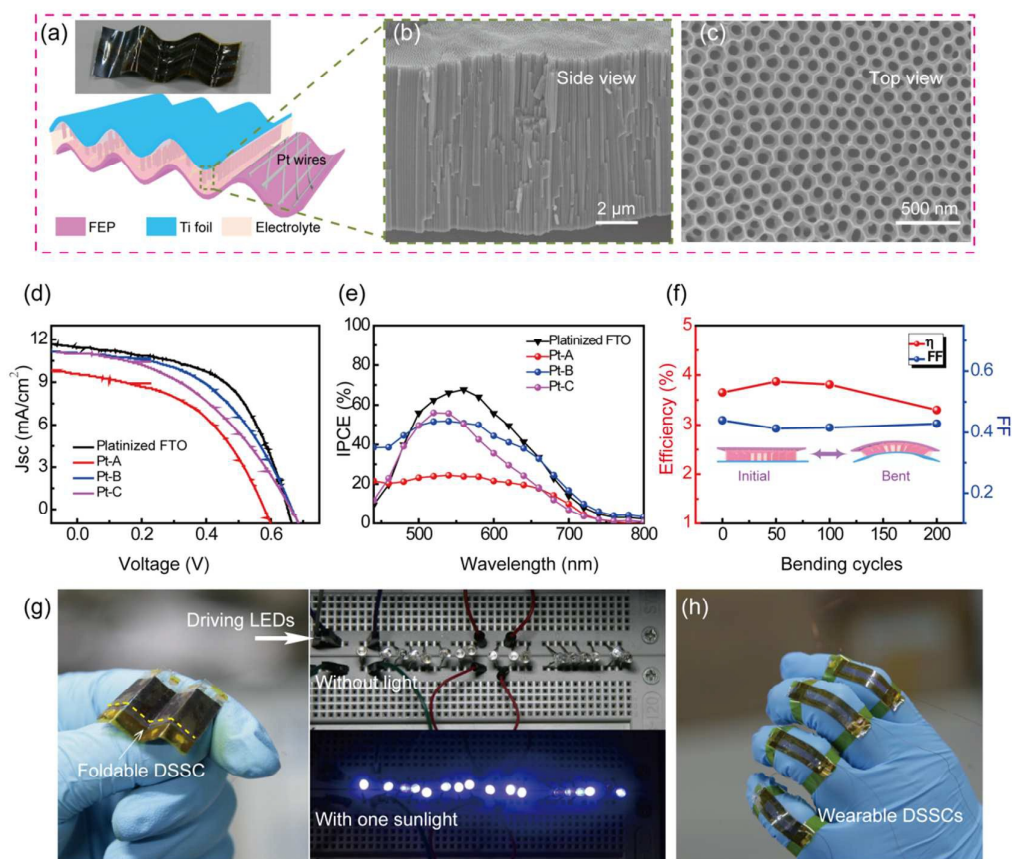 (a)
Pt wires
FEP
Ti foil
Electrolyte
(b)
Side view
2 μm
(c)
Top view
500 nm
(d)
Jsc (mA/cm²)
12
9
6
3
0
Platinized FTO
Pt-A
Pt-B
Pt-C
0.0
0.2
0.4
0.6
Voltage (V)
(e)
IPCE (%)
100
80
60
40
20
0
Platinized FTO
Pt-A
Pt-B
Pt-C
500
600
700
800
Wavelength (nm)
(f)
Efficiency (%)
5
4
3
2
1
η
FF
Initial
Bent
0
50
100
150
200
Bending cycles
0.6
0.4
0.2
FF
(g)
Foldable DSSC
Driving LEDs
Without light
With one sunlight
(h)
Wearable DSSCs